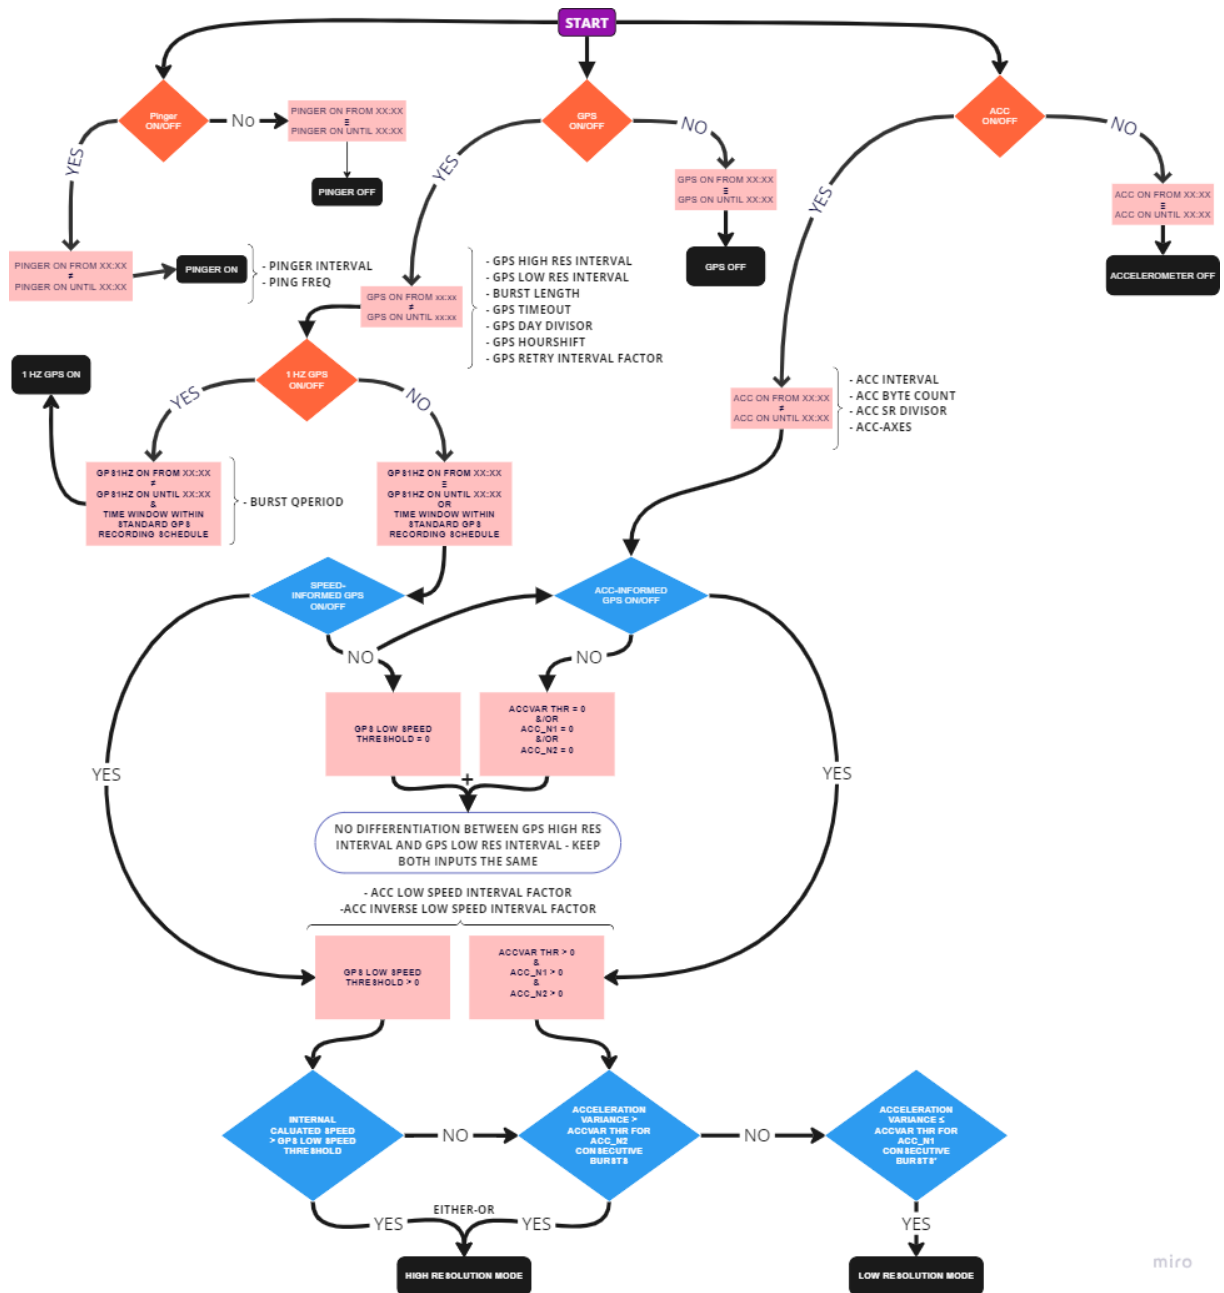 START
Pinger
ON/OFF
No
PINGER ON FROM XX:XX
≡
PINGER ON UNTIL XX:XX
PINGER OFF
YES
PINGER ON FROM XX:XX
≠
PINGER ON UNTIL XX:XX
PINGER ON
- PINGER INTERVAL
- PING FREQ
GPS
ON/OFF
NO
GPS ON FROM XX:XX
≡
GPS ON UNTIL XX:XX
GPS OFF
YES
GPS ON FROM xx:xx
≠
GPS ON UNTIL xx:xx
- GPS HIGH RES INTERVAL
- GPS LOW RES INTERVAL
- BURST LENGTH
- GPS TIMEOUT
- GPS DAY DIVISOR
- GPS HOURSHIFT
- GPS RETRY INTERVAL FACTOR
ACC
ON/OFF
NO
ACC ON FROM XX:XX
≡
ACC ON UNTIL XX:XX
ACCELEROMETER OFF
YES
ACC ON FROM XX:XX
≠
ACC ON UNTIL XX:XX
- ACC INTERVAL
- ACC BYTE COUNT
- ACC SR DIVISOR
- ACC-AXES
1 HZ GPS
ON/OFF
YES
NO
1 HZ GPS ON
GPS1HZ ON FROM XX:XX
≠
GPS1HZ ON UNTIL XX:XX
&
TIME WINDOW WITHIN
STANDARD GPS
RECORDING SCHEDULE
- BURST QPERIOD
GPS1HZ ON FROM XX:XX
≡
GPS1HZ ON UNTIL XX:XX
OR
TIME WINDOW WITHIN
STANDARD GPS
RECORDING SCHEDULE
SPEED-
INFORMED GPS
ON/OFF
ACC-INFORMED
GPS ON/OFF
NO
NO
GPS LOW SPEED
THRESHOLD = 0
ACCVAR THR = 0
&/OR
ACC_N1 = 0
&/OR
ACC_N2 = 0
YES
+
YES
NO DIFFERENTIATION BETWEEN GPS HIGH RES
INTERVAL AND GPS LOW RES INTERVAL - KEEP
BOTH INPUTS THE SAME
- ACC LOW SPEED INTERVAL FACTOR
-ACC INVERSE LOW SPEED INTERVAL FACTOR
GPS LOW SPEED
THRESHOLD > 0
ACCVAR THR > 0
&
ACC_N1 > 0
&
ACC_N2 > 0
INTERNAL
CALUATED SPEED
> GPS LOW SPEED
THRESHOLD
NO
ACCELERATION
VARIANCE >
ACCVAR THR FOR
ACC_N2
CONSECUTIVE
BURSTS
NO
ACCELERATION
VARIANCE ≤
ACCVAR THR FOR
ACC_N1
CONSECUTIVE
BURSTS*
YES
EITHER-OR
YES
YES
HIGH RESOLUTION MODE
LOW RESOLUTION MODE
miro